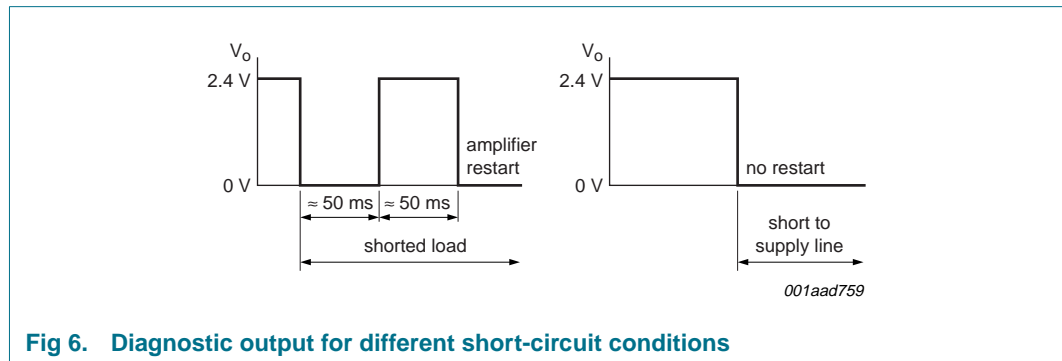 Vo
2.4 V
0 V
amplifier
restart
≈ 50 ms
≈ 50 ms
shorted load
Vo
2.4 V
0 V
no restart
short to
supply line
001aad759
Fig 6. Diagnostic output for different short-circuit conditions